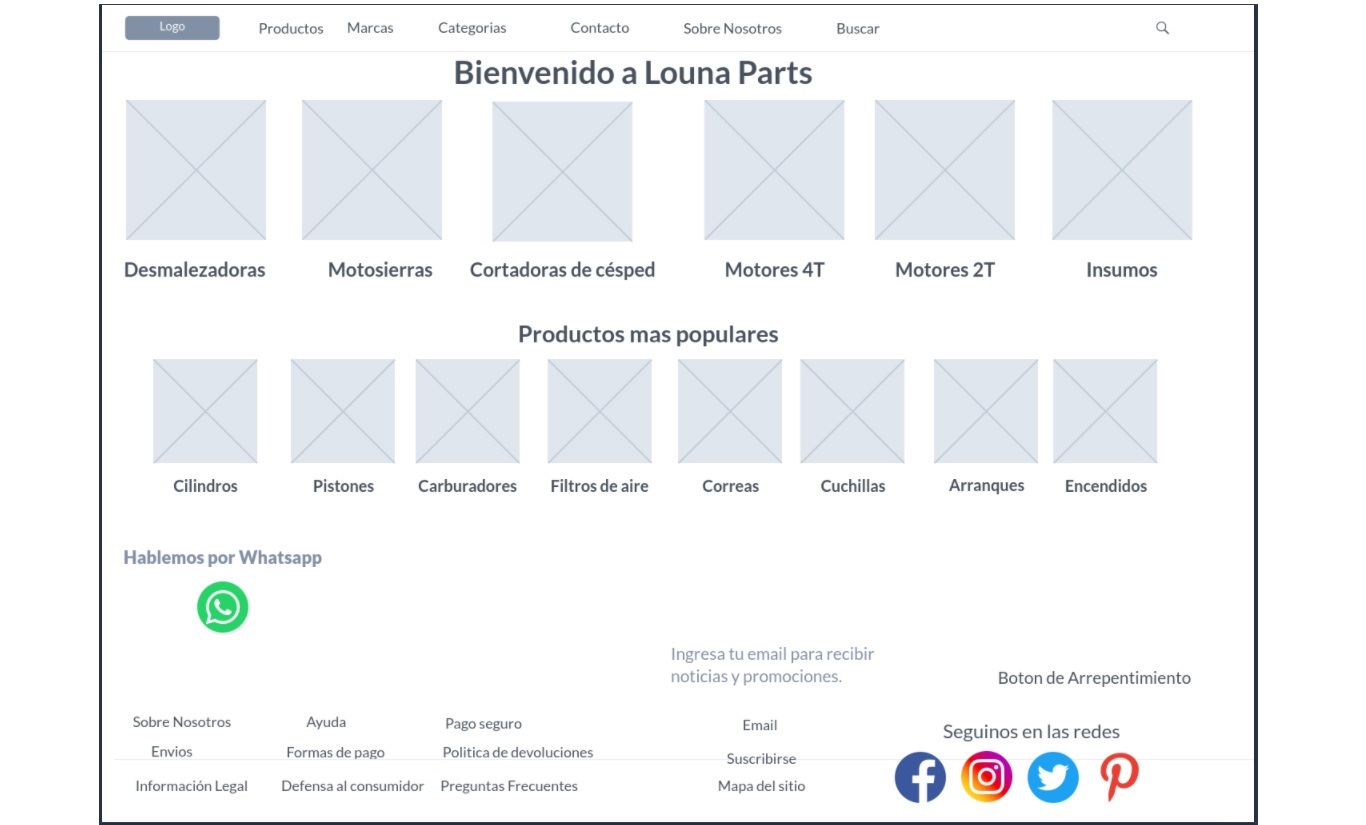 Logo
Productos
Marcas
Categorias
Contacto
Sobre Nosotros
Buscar
Bienvenido a Louna Parts
Desmalezadoras
Motosierras
Cortadoras de césped
Motores 4T
Motores 2T
Insumos
Productos mas populares
Cilindros
Pistones
Carburadores
Filtros de aire
Correas
Cuchillas
Arranques
Encendidos
Hablemos por Whatsapp
Ingresa tu email para recibir
noticias y promociones.
Boton de Arrepentimiento
Sobre Nosotros
Ayuda
Pago seguro
Email
Seguinos en las redes
Envios
Formas de pago
Politica de devoluciones
Suscribirse
Información Legal
Defensa al consumidor
Preguntas Frecuentes
Mapa del sitio